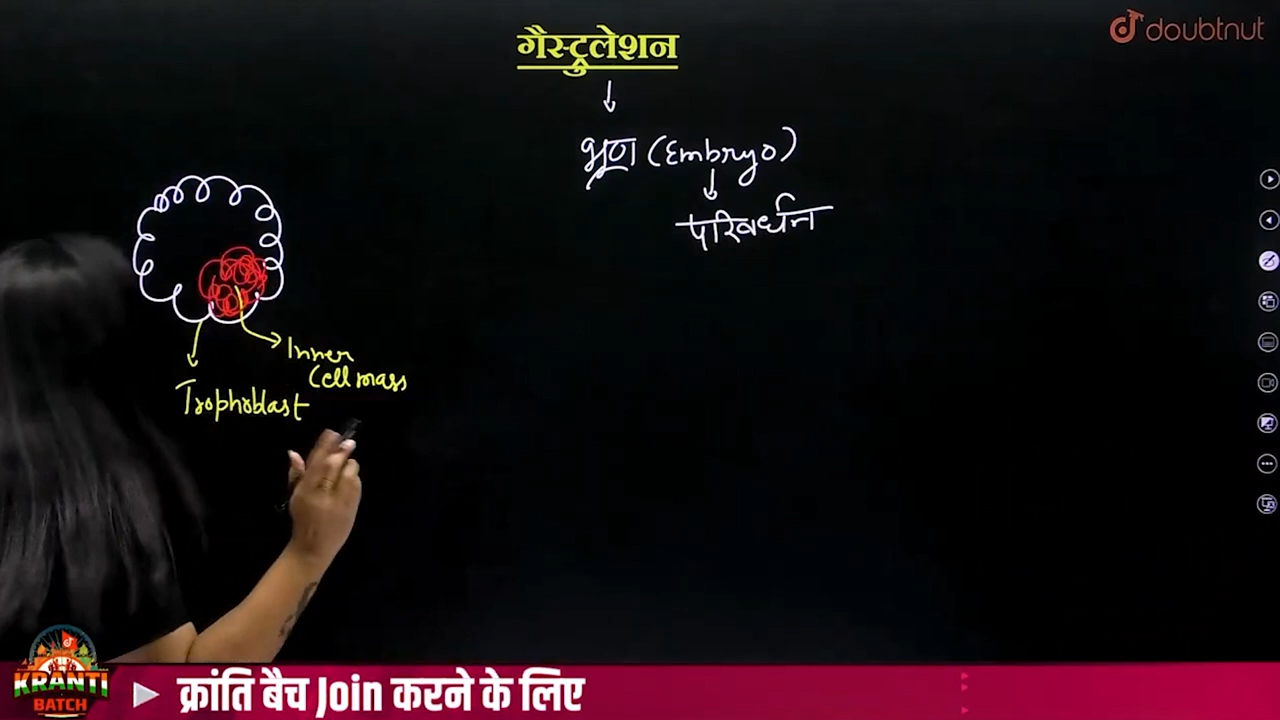 doubtnut
गैस्ट्रुलेशन
भ्रूण (Embryo)
परिवर्धन
Inner
Cell mass
Trophoblast
KRANTI
BATCH
क्रांति बैच Join करने के लिए